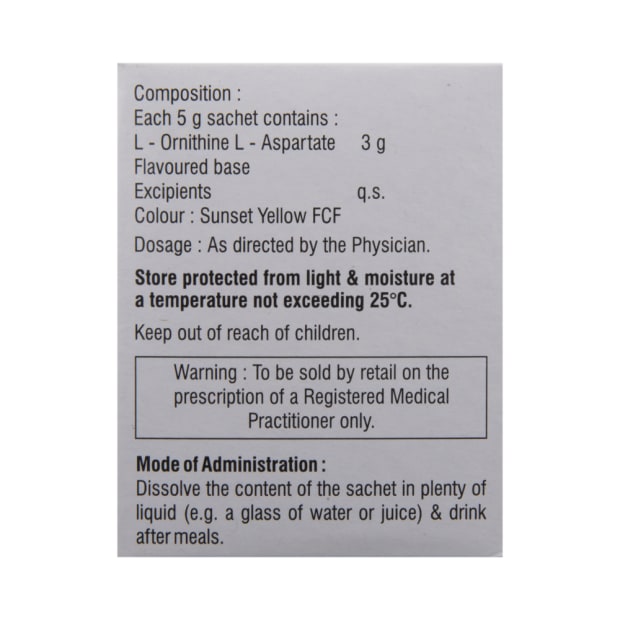 Composition :
Each 5 g sachet contains :
L - Ornithine L - Aspartate 3 g
Flavoured base
Excipients q.s.
Colour : Sunset Yellow FCF
Dosage : As directed by the Physician.
Store protected from light & moisture at
a temperature not exceeding 25°C.
Keep out of reach of children.
Warning : To be sold by retail on the
prescription of a Registered Medical
Practitioner only.
Mode of Administration :
Dissolve the content of the sachet in plenty of
liquid (e.g. a glass of water or juice) & drink
after meals.